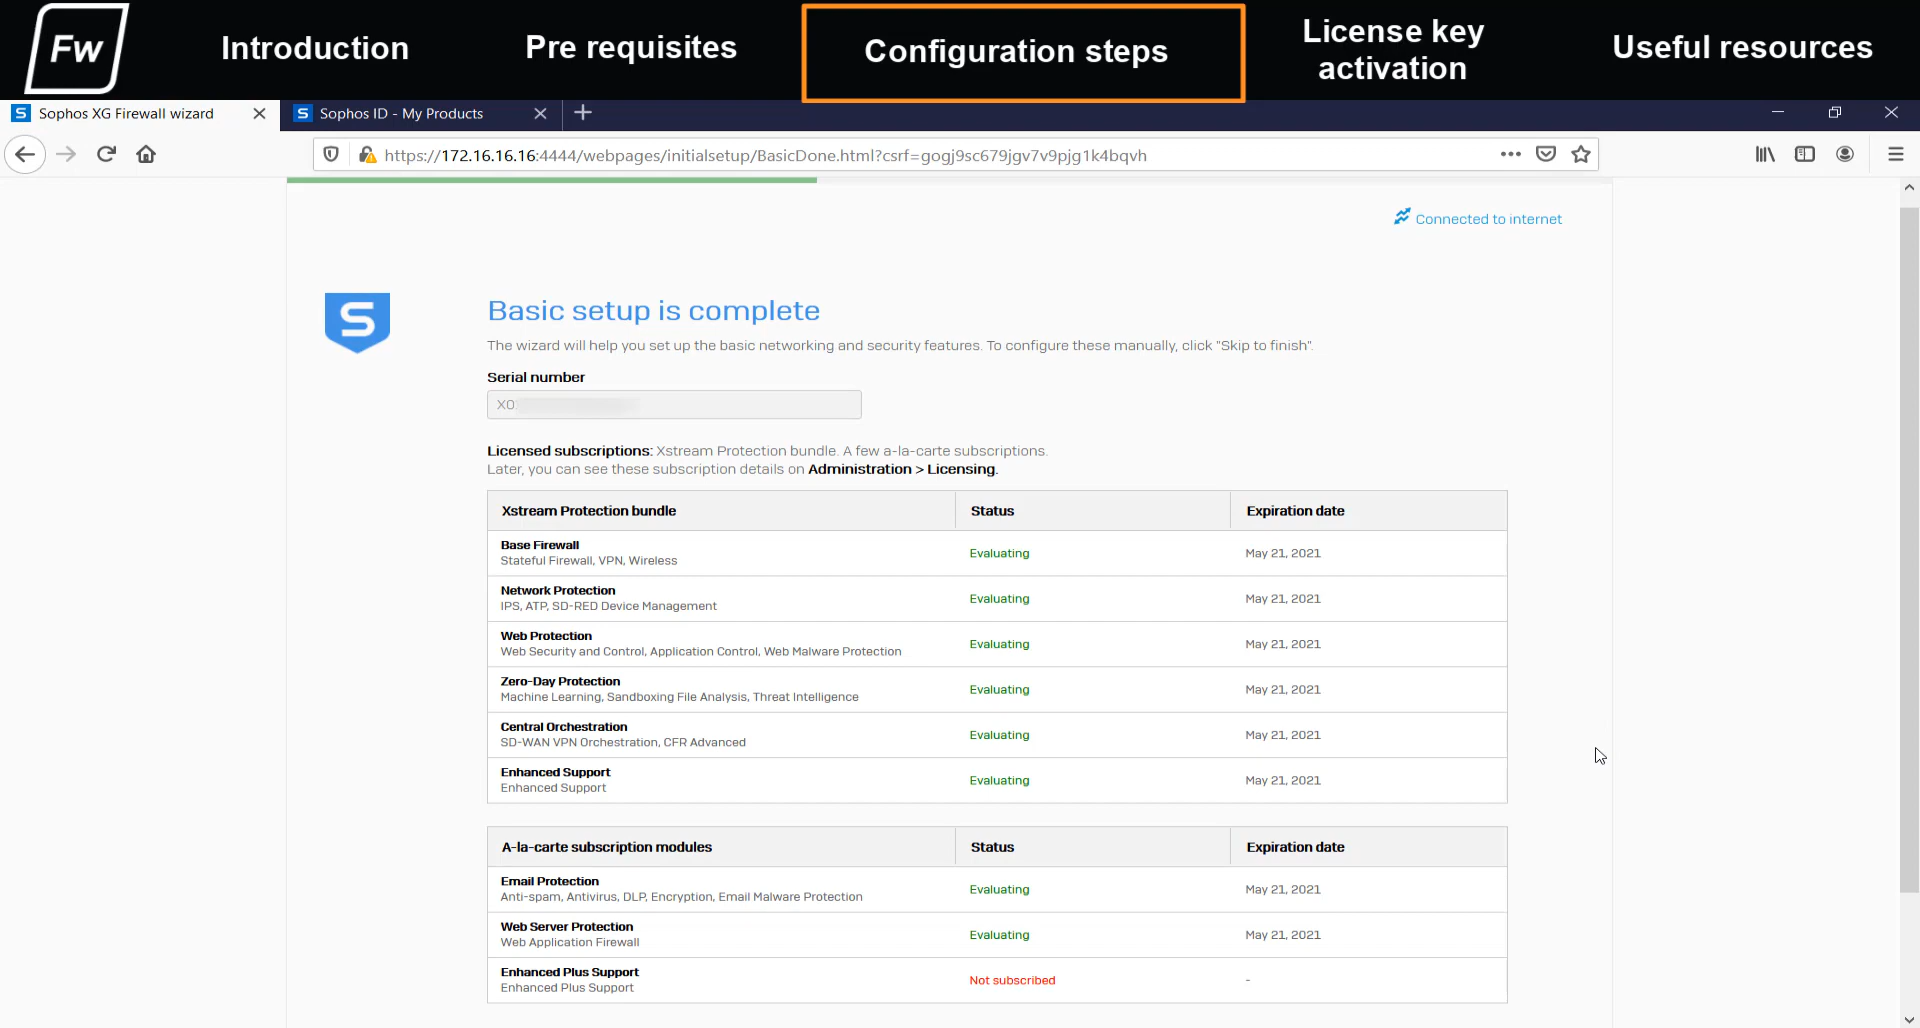 Fw
Introduction
Pre requisites
Configuration steps
License key
activation
Useful resources
S Sophos XG Firewall wizard
S Sophos ID - My Products
https://172.16.16.16:4444/webpages/initialsetup/BasicDone.html?csrf=gogj9sc679jgv7v9pjg1k4bqvh
Connected to internet
S
Basic setup is complete
The wizard will help you set up the basic networking and security features. To configure these manually, click "Skip to finish".
Serial number
X0
Licensed subscriptions: Xstream Protection bundle. A few a-la-carte subscriptions.
Later, you can see these subscription details on Administration > Licensing.
Xstream Protection bundle Status Expiration date
Base Firewall
Stateful Firewall, VPN, Wireless
Evaluating May 21, 2021
Network Protection
IPS, ATP, SD-RED Device Management
Evaluating May 21, 2021
Web Protection
Web Security and Control, Application Control, Web Malware Protection
Evaluating May 21, 2021
Zero-Day Protection
Machine Learning, Sandboxing File Analysis, Threat Intelligence
Evaluating May 21, 2021
Central Orchestration
SD-WAN VPN Orchestration, CFR Advanced
Evaluating May 21, 2021
Enhanced Support
Enhanced Support
Evaluating May 21, 2021
A-la-carte subscription modules Status Expiration date
Email Protection
Anti-spam, Antivirus, DLP, Encryption, Email Malware Protection
Evaluating May 21, 2021
Web Server Protection
Web Application Firewall
Evaluating May 21, 2021
Enhanced Plus Support
Enhanced Plus Support
Not subscribed -